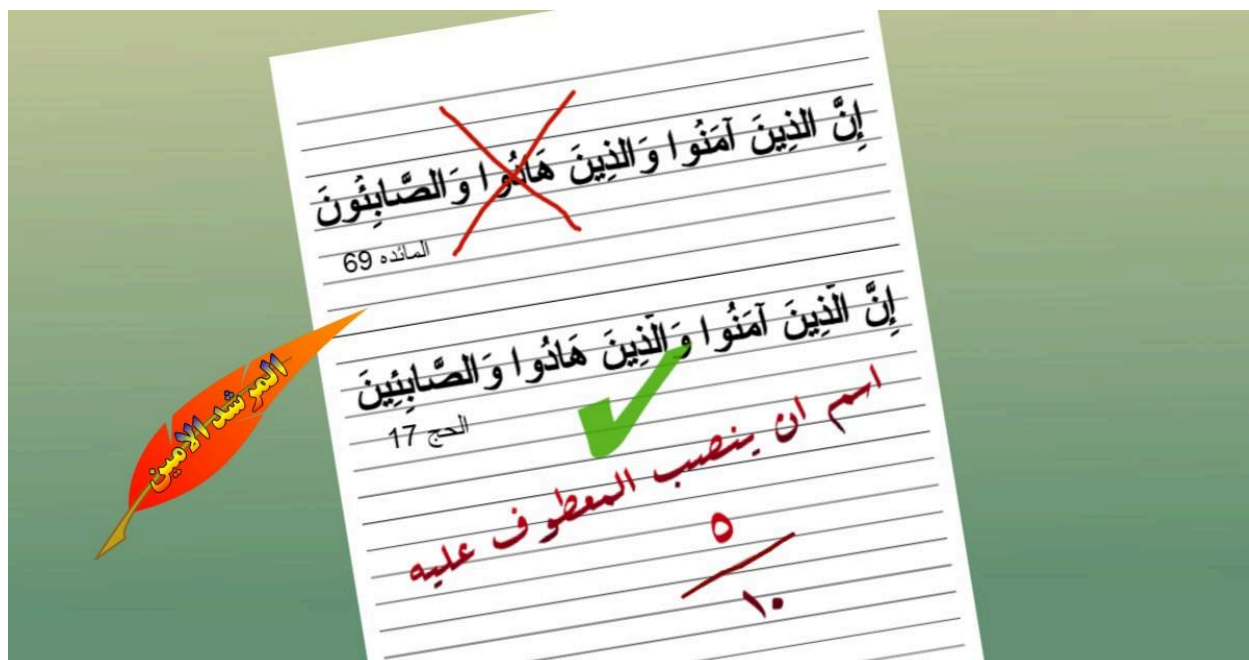 إِنَّ الذِينَ آمَنُوا وَالذِينَ هَادُوا وَالصَّابِئُونَ
المائده 69
إِنَّ الَّذِينَ آمَنُوا وَالَّذِينَ هَادُوا وَالصَّابِئِينَ
الحج 17
اسم ان ينصب المعطوف عليه
٥
١٠
المرشد الامين